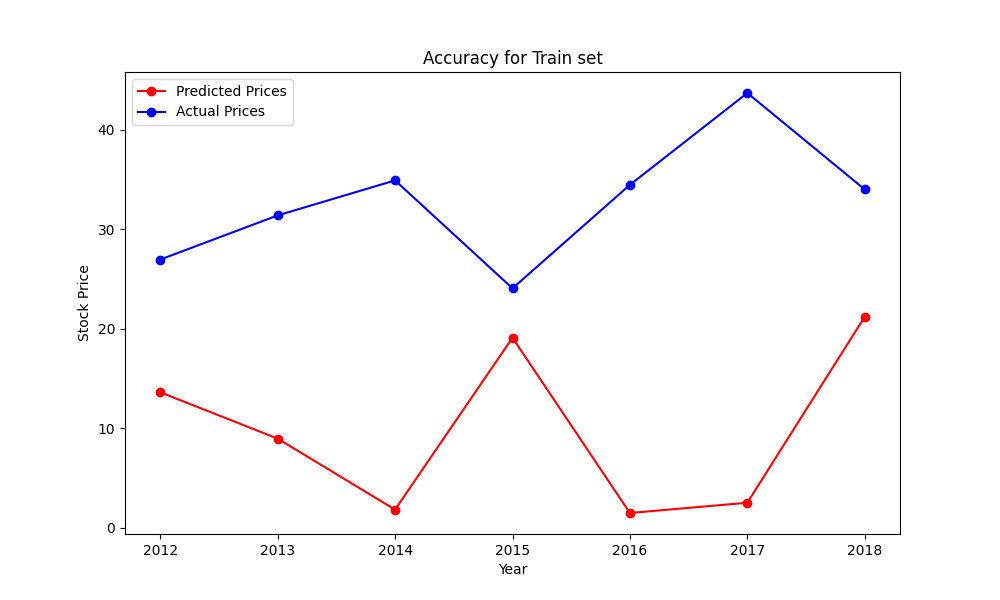 Accuracy for Train set
Predicted Prices
Actual Prices
Stock Price
40
30
20
10
0
2012 2013 2014 2015 2016 2017 2018
Year